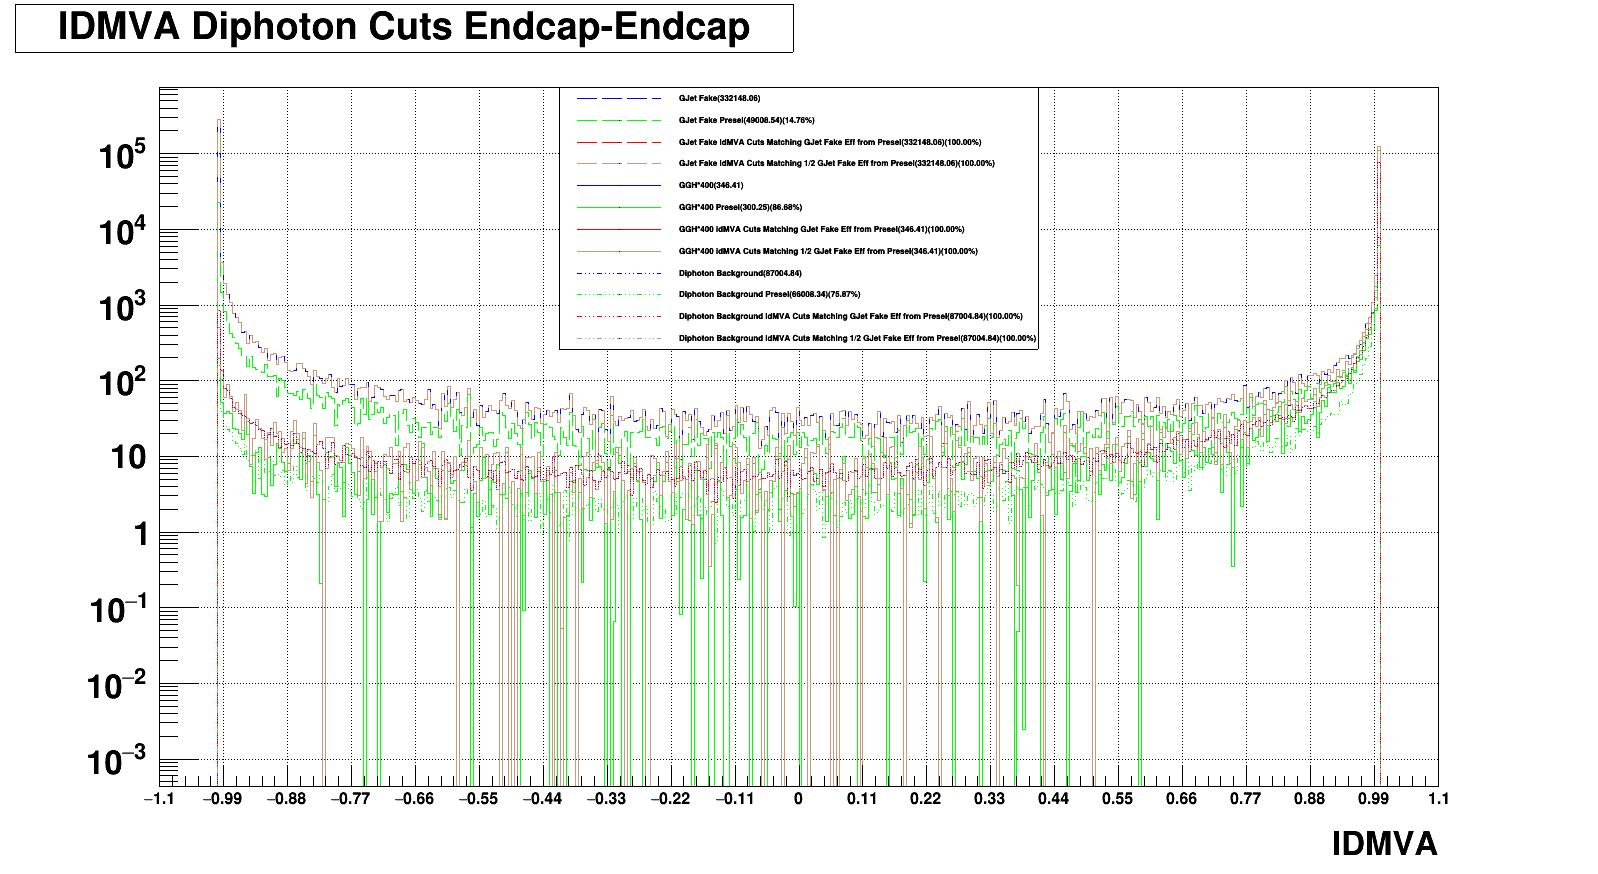 IDMVA Diphoton Cuts Endcap-Endcap
GJet Fake(332148.06)
GJet Fake Presel(49008.54)(14.76%)
GJet Fake idMVA Cuts Matching GJet Fake Eff from Presel(332148.06)(100.00%)
GJet Fake idMVA Cuts Matching 1/2 GJet Fake Eff from Presel(332148.06)(100.00%)
GGH*400(346.41)
GGH*400 Presel(300.25)(86.68%)
GGH*400 idMVA Cuts Matching GJet Fake Eff from Presel(346.41)(100.00%)
GGH*400 idMVA Cuts Matching 1/2 GJet Fake Eff from Presel(346.41)(100.00%)
Diphoton Background(87004.84)
Diphoton Background Presel(66008.34)(75.87%)
Diphoton Background idMVA Cuts Matching GJet Fake Eff from Presel(87004.84)(100.00%)
Diphoton Background idMVA Cuts Matching 1/2 GJet Fake Eff from Presel(87004.84)(100.00%)
10^5
10^4
10^3
10^2
10
1
10^−1
10^−2
10^−3
−1.1 −0.99 −0.88 −0.77 −0.66 −0.55 −0.44 −0.33 −0.22 −0.11 0 0.11 0.22 0.33 0.44 0.55 0.66 0.77 0.88 0.99 1.1
IDMVA